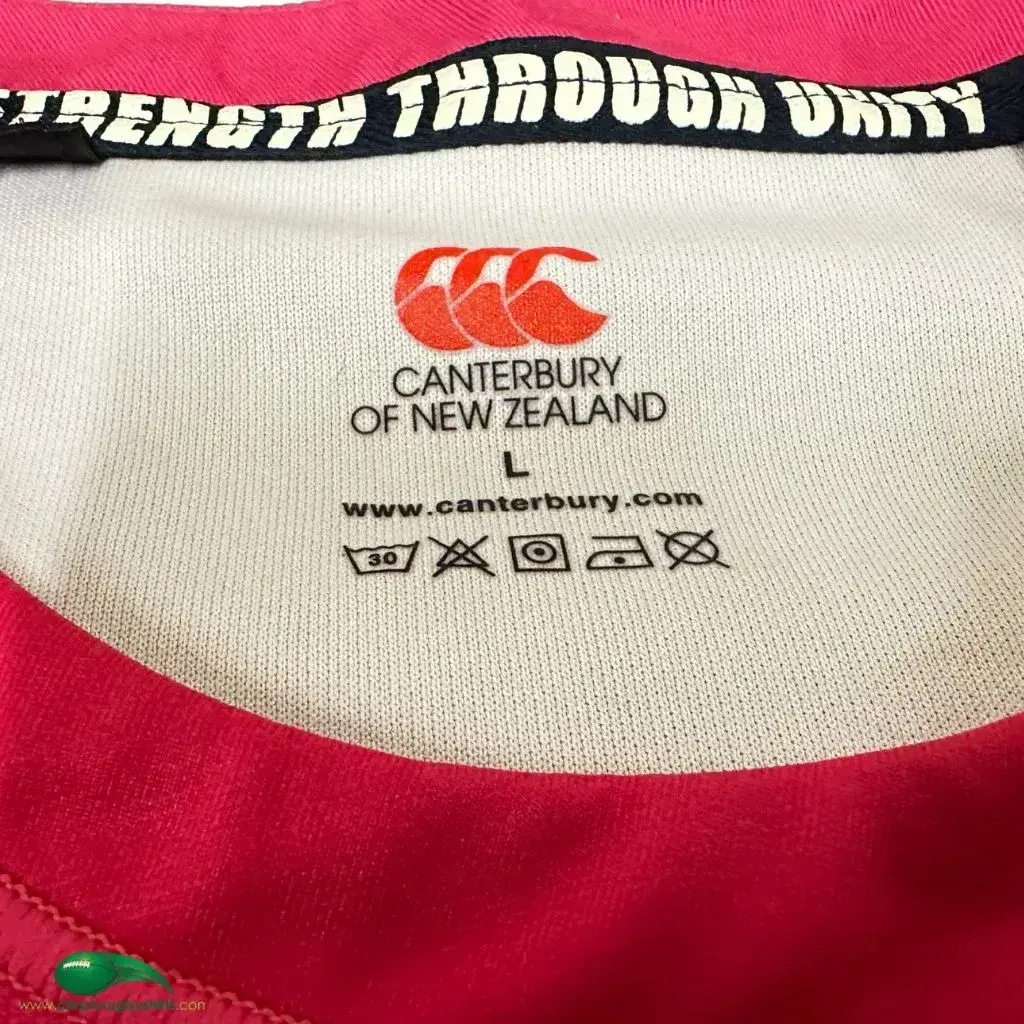 STRENGTH THROUGH UNITY
CANTERBURY
OF NEW ZEALAND
L
www.canterbury.com
30